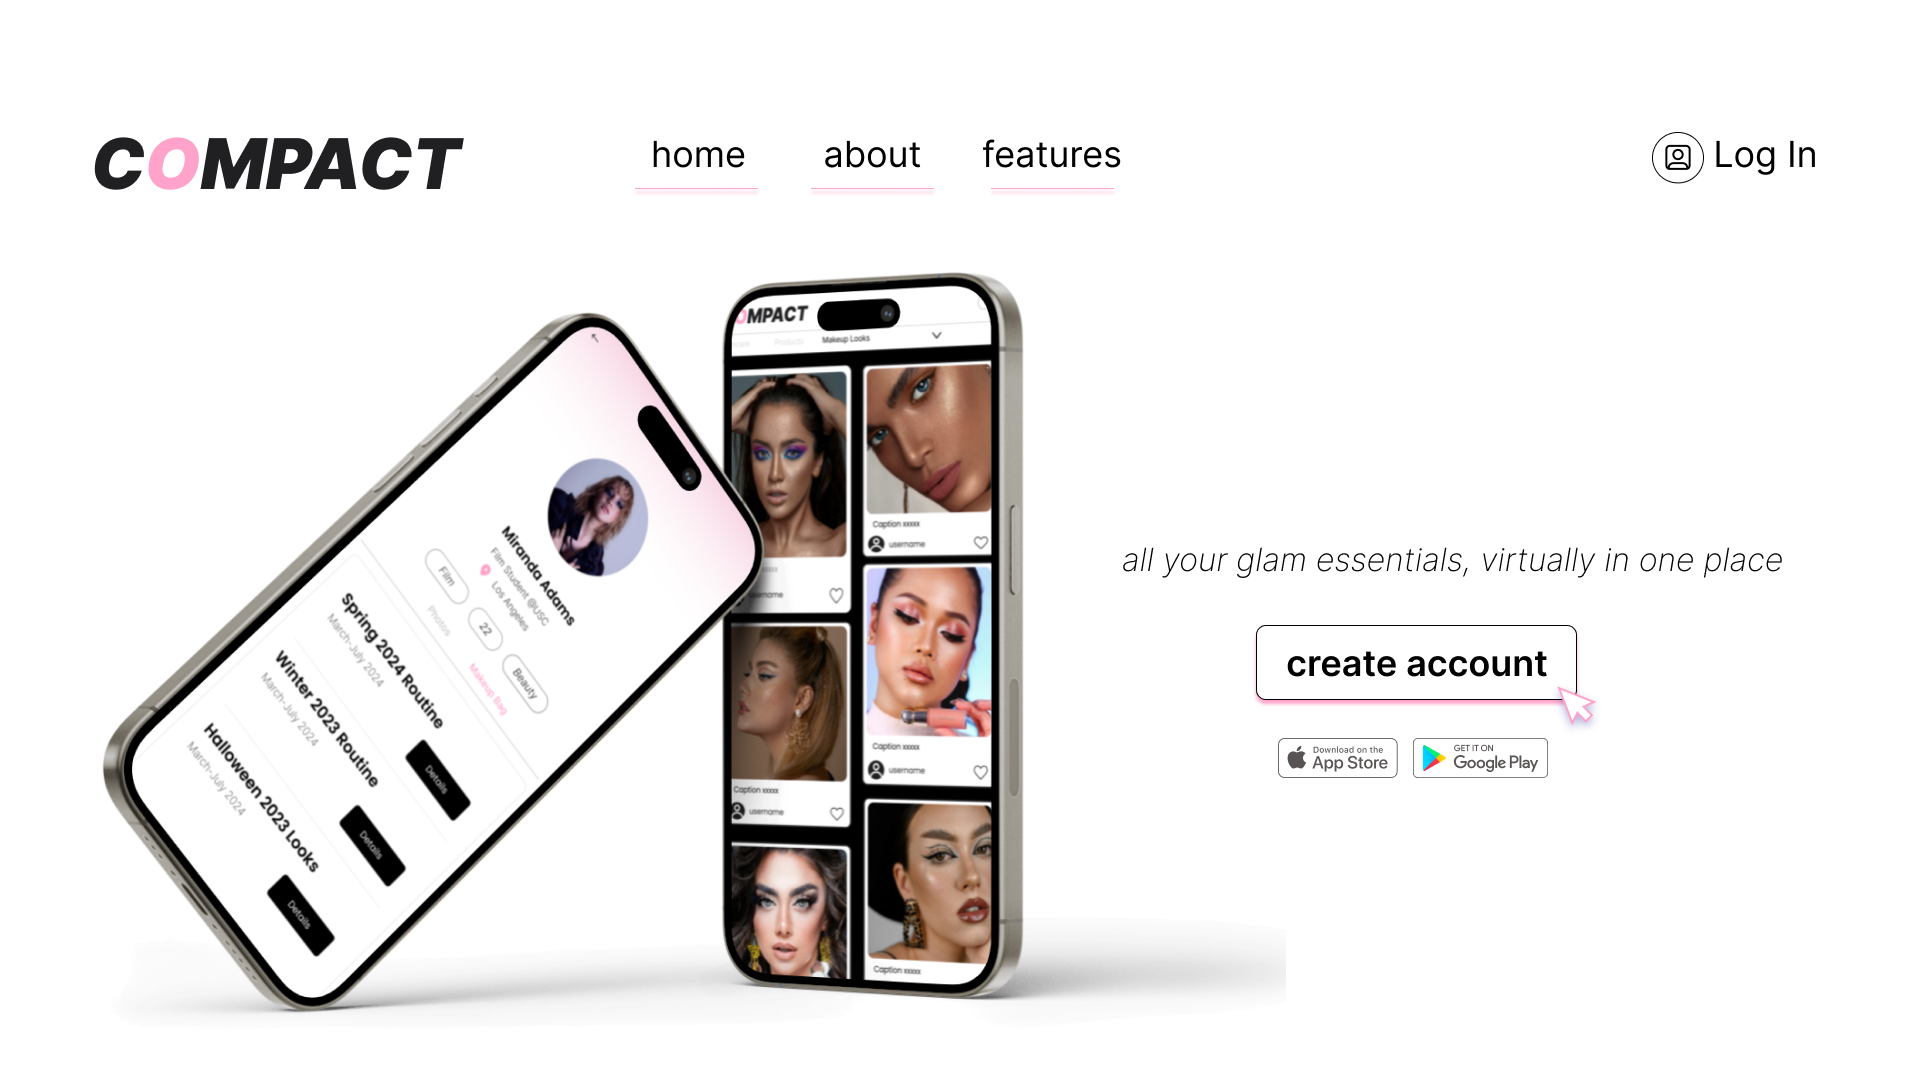 COMPACT
home
about
features
Log In
Miranda Adams
Film Student @USC
Los Angeles
Film
22
Beauty
Photos
Makeup Bag
Spring 2024 Routine
March-July 2024
Details
Winter 2023 Routine
March-July 2024
Details
Halloween 2023 Looks
March-July 2024
Details
OMPACT
Products
Makeup Looks
Caption xxxxx
username
Caption xxxxx
username
Caption xxxxx
username
Caption xxxxx
all your glam essentials, virtually in one place
create account
Download on the
App Store
GET IT ON
Google Play